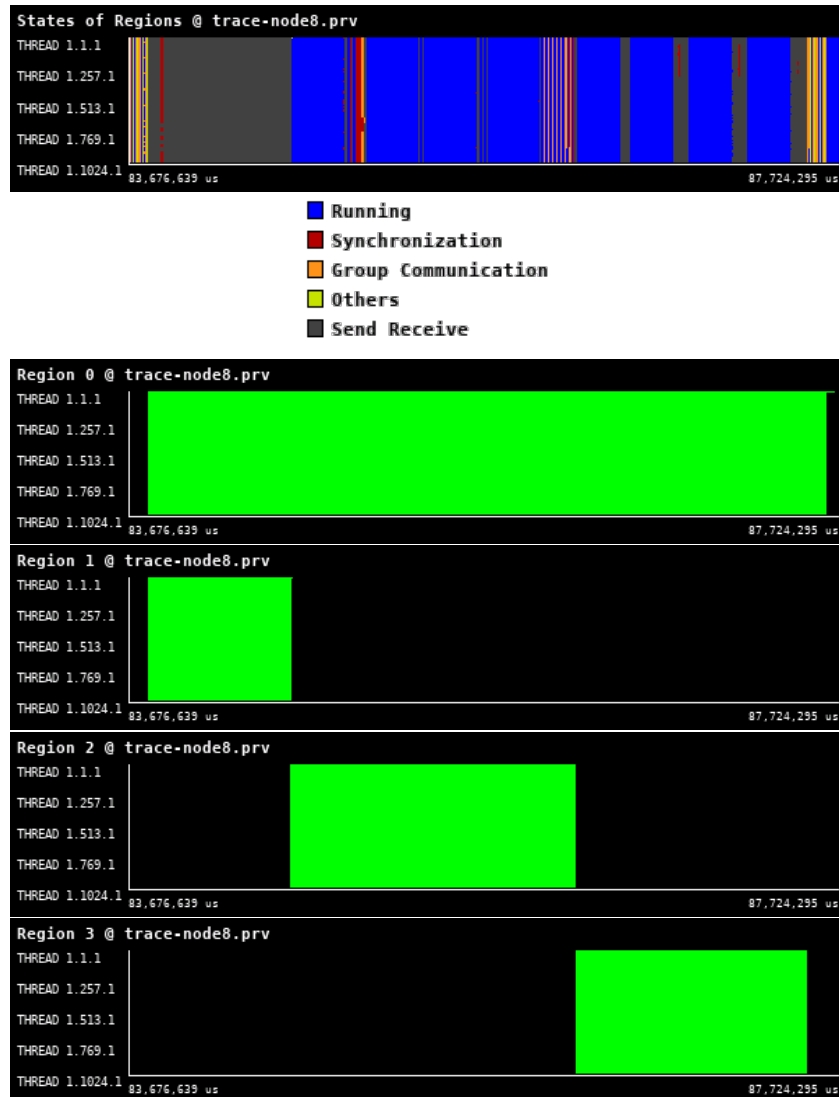 States of Regions @ trace-node8.prv
THREAD 1.1.1
THREAD 1.257.1
THREAD 1.513.1
THREAD 1.769.1
THREAD 1.1024.1
83,676,639 us 87,724,295 us
Running
Synchronization
Group Communication
Others
Send Receive
Region 0 @ trace-node8.prv
THREAD 1.1.1
THREAD 1.257.1
THREAD 1.513.1
THREAD 1.769.1
THREAD 1.1024.1
83,676,639 us 87,724,295 us
Region 1 @ trace-node8.prv
THREAD 1.1.1
THREAD 1.257.1
THREAD 1.513.1
THREAD 1.769.1
THREAD 1.1024.1
83,676,639 us 87,724,295 us
Region 2 @ trace-node8.prv
THREAD 1.1.1
THREAD 1.257.1
THREAD 1.513.1
THREAD 1.769.1
THREAD 1.1024.1
83,676,639 us 87,724,295 us
Region 3 @ trace-node8.prv
THREAD 1.1.1
THREAD 1.257.1
THREAD 1.513.1
THREAD 1.769.1
THREAD 1.1024.1
83,676,639 us 87,724,295 us